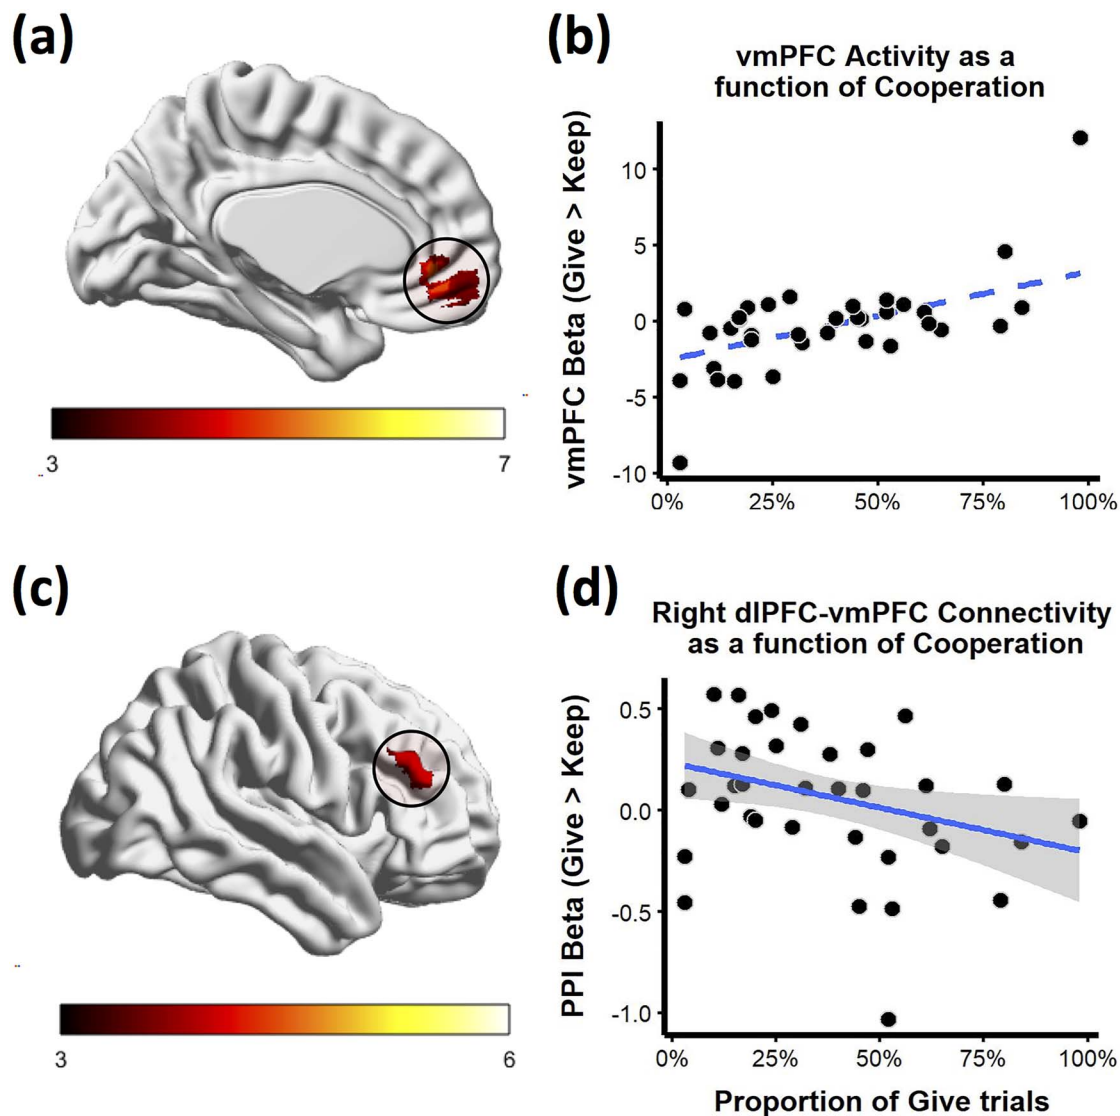 (a)
(b)
vmPFC Activity as a
function of Cooperation
vmPFC Beta (Give > Keep)
10
5
0
-5
-10
0%
25%
50%
75%
100%
3
7
(c)
(d)
Right dlPFC-vmPFC Connectivity
as a function of Cooperation
PPI Beta (Give > Keep)
0.5
0.0
-0.5
-1.0
0%
25%
50%
75%
100%
Proportion of Give trials
3
6